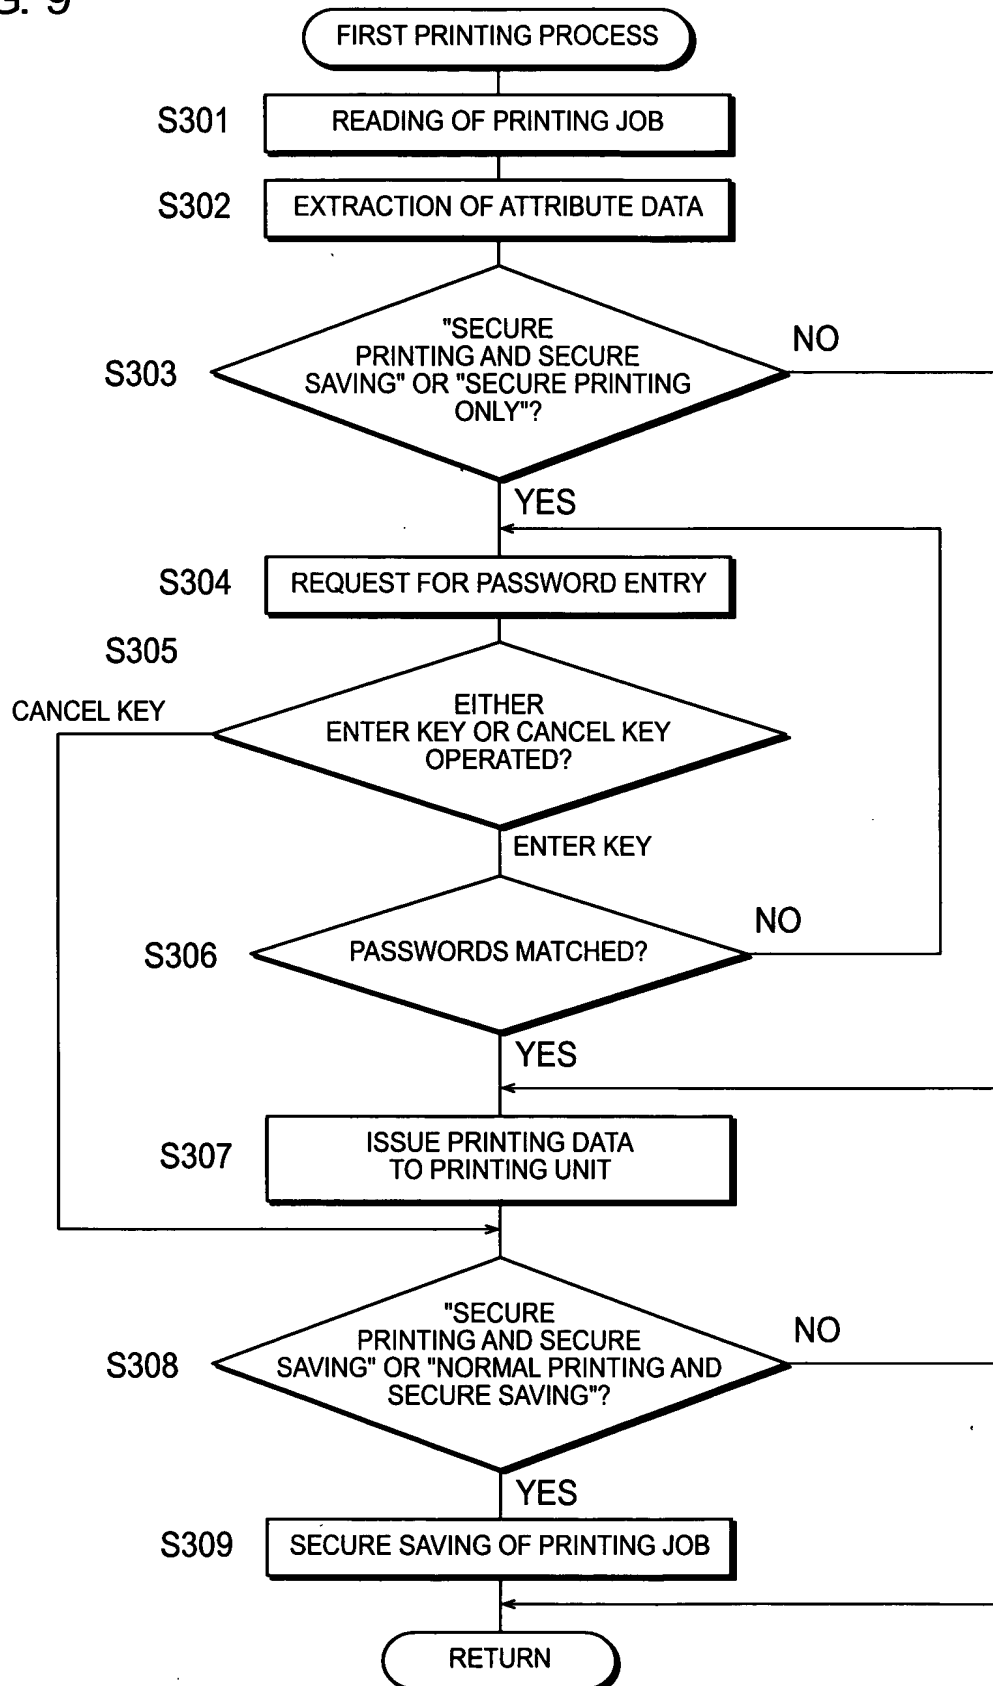 G. 9
FIRST PRINTING PROCESS
S301
READING OF PRINTING JOB
S302
EXTRACTION OF ATTRIBUTE DATA
S303
"SECURE
PRINTING AND SECURE
SAVING" OR "SECURE PRINTING
ONLY"?
NO
YES
S304
REQUEST FOR PASSWORD ENTRY
S305
CANCEL KEY
EITHER
ENTER KEY OR CANCEL KEY
OPERATED?
ENTER KEY
S306
PASSWORDS MATCHED?
NO
YES
S307
ISSUE PRINTING DATA
TO PRINTING UNIT
S308
"SECURE
PRINTING AND SECURE
SAVING" OR "NORMAL PRINTING AND
SECURE SAVING"?
NO
YES
S309
SECURE SAVING OF PRINTING JOB
RETURN